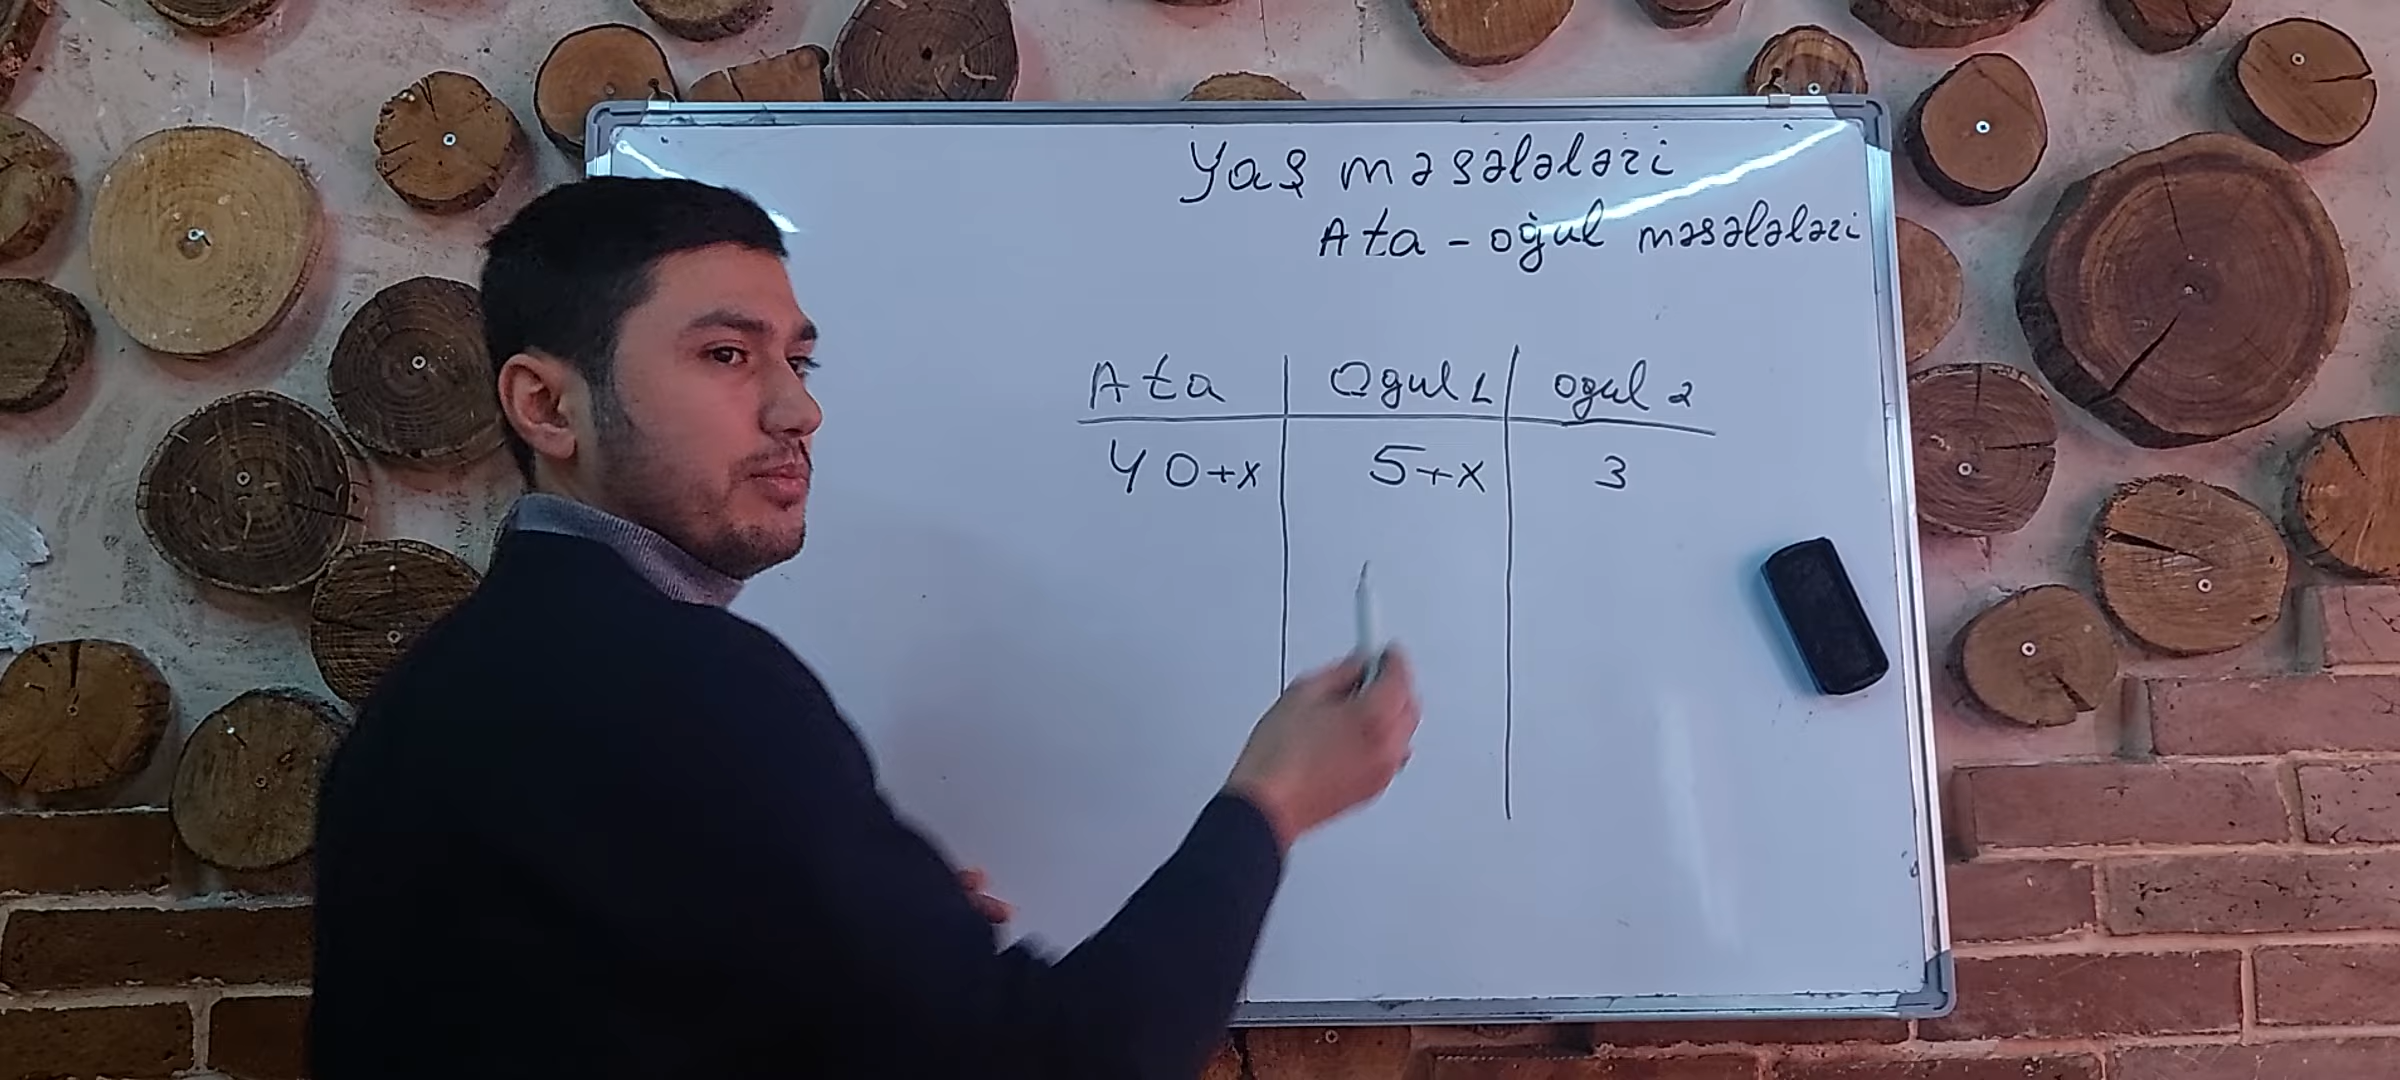 Yaş məsələləri
Ata - oğul məsələləri
Ata Oğul 1 oğul 2
40+x 5+x 3